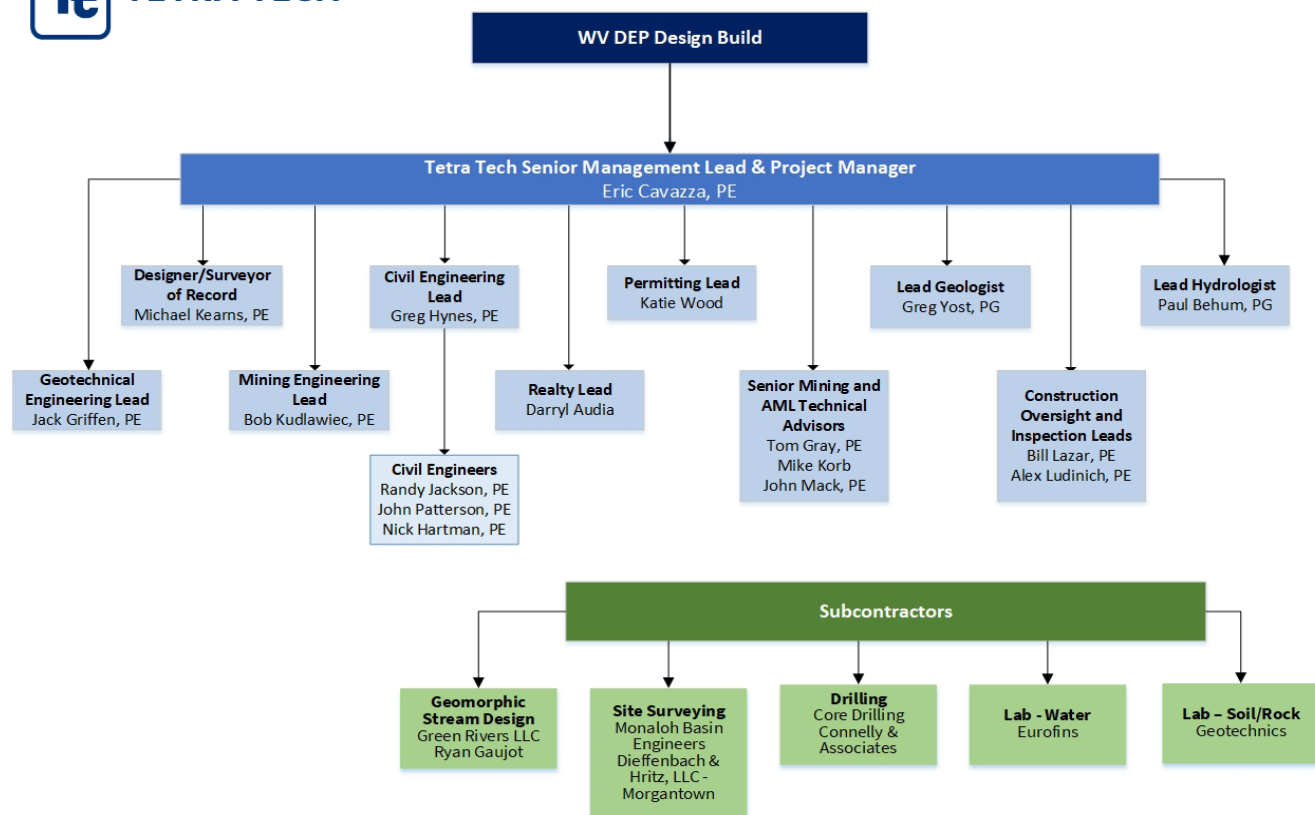 WV DEP Design Build
Tetra Tech Senior Management Lead & Project Manager
Eric Cavazza, PE
Designer/Surveyor
of Record
Michael Kearns, PE
Civil Engineering
Lead
Greg Hynes, PE
Permitting Lead
Katie Wood
Lead Geologist
Greg Yost, PG
Lead Hydrologist
Paul Behum, PG
Geotechnical
Engineering Lead
Jack Griffen, PE
Mining Engineering
Lead
Bob Kudlawiec, PE
Realty Lead
Darryl Audia
Senior Mining and
AML Technical
Advisors
Tom Gray, PE
Mike Korb
John Mack, PE
Construction
Oversight and
Inspection Leads
Bill Lazar, PE
Alex Ludinich, PE
Civil Engineers
Randy Jackson, PE
John Patterson, PE
Nick Hartman, PE
Subcontractors
Geomorphic
Stream Design
Green Rivers LLC
Ryan Gaujot
Site Surveying
Monaloh Basin
Engineers
Dieffenbach &
Hritz, LLC -
Morgantown
Drilling
Core Drilling
Connelly &
Associates
Lab - Water
Eurofins
Lab – Soil/Rock
Geotechnics